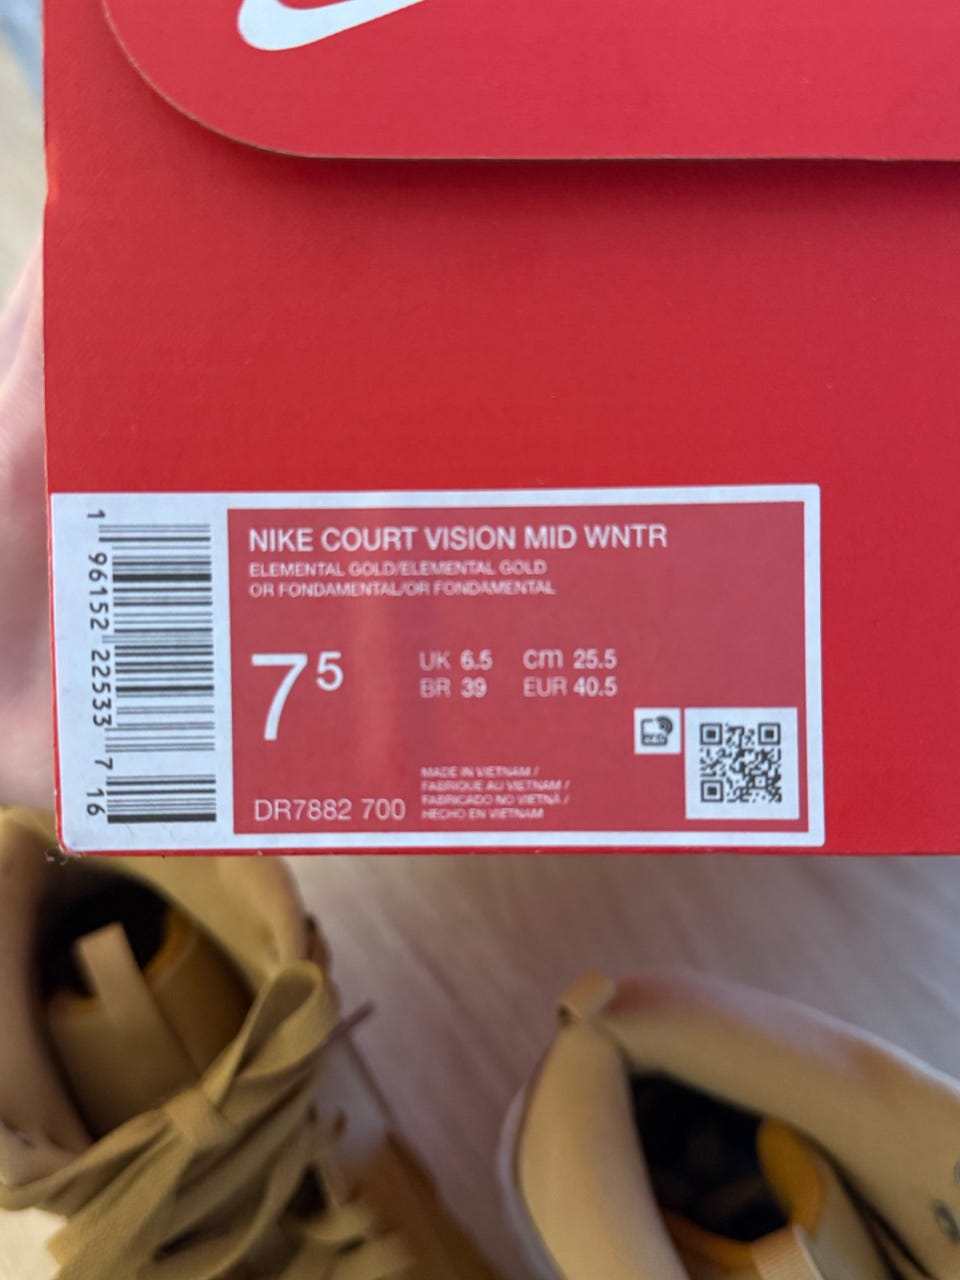 NIKE COURT VISION MID WNTR
ELEMENTAL GOLD/ELEMENTAL GOLD
OR FONDAMENTAL/OR FONDAMENTAL
7 5
UK 6.5 cm 25.5
BR 39 EUR 40.5
MADE IN VIETNAM /
FABRIQUE AU VIETNAM /
FABRICADO NO VIETNÃ /
HECHO EN VIETNAM
DR7882 700
1 96152 22533 7 16